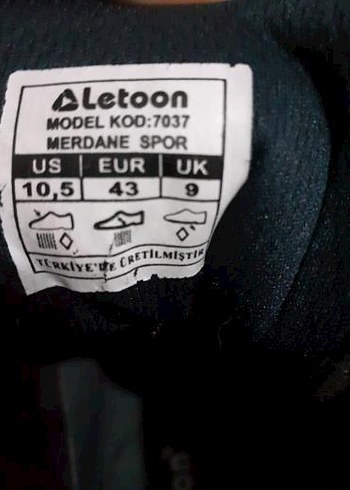 Letoon
MODEL KOD:7037
MERDANE SPOR
US EUR UK
10,5 43 9
TÜRKİYE'DE ÜRETİLMİŞTİR